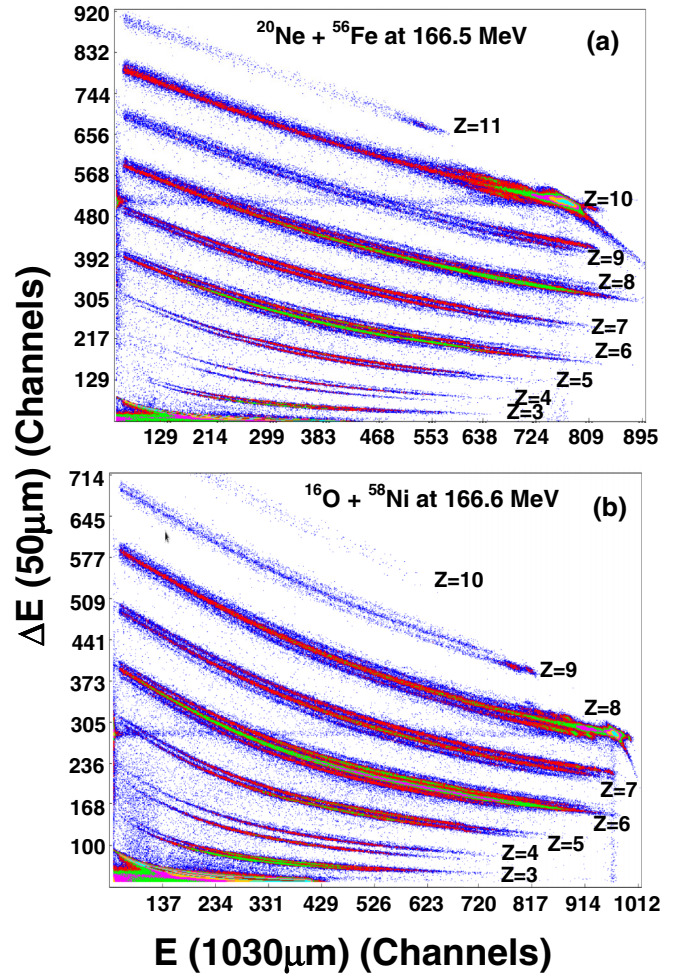 920
²⁰Ne + ⁵⁶Fe at 166.5 MeV
(a)
832
744
656
568
480
392
305
217
129
Z=11
Z=10
Z=9
Z=8
Z=7
Z=6
Z=5
Z=4
Z=3
129 214 299 383 468 553 638 724 809 895
ΔE (50μm) (Channels)
714
¹⁶O + ⁵⁸Ni at 166.6 MeV
(b)
645
577
509
441
373
305
236
168
100
Z=10
Z=9
Z=8
Z=7
Z=6
Z=5
Z=4
Z=3
137 234 331 429 526 623 720 817 914 1012
E (1030μm) (Channels)